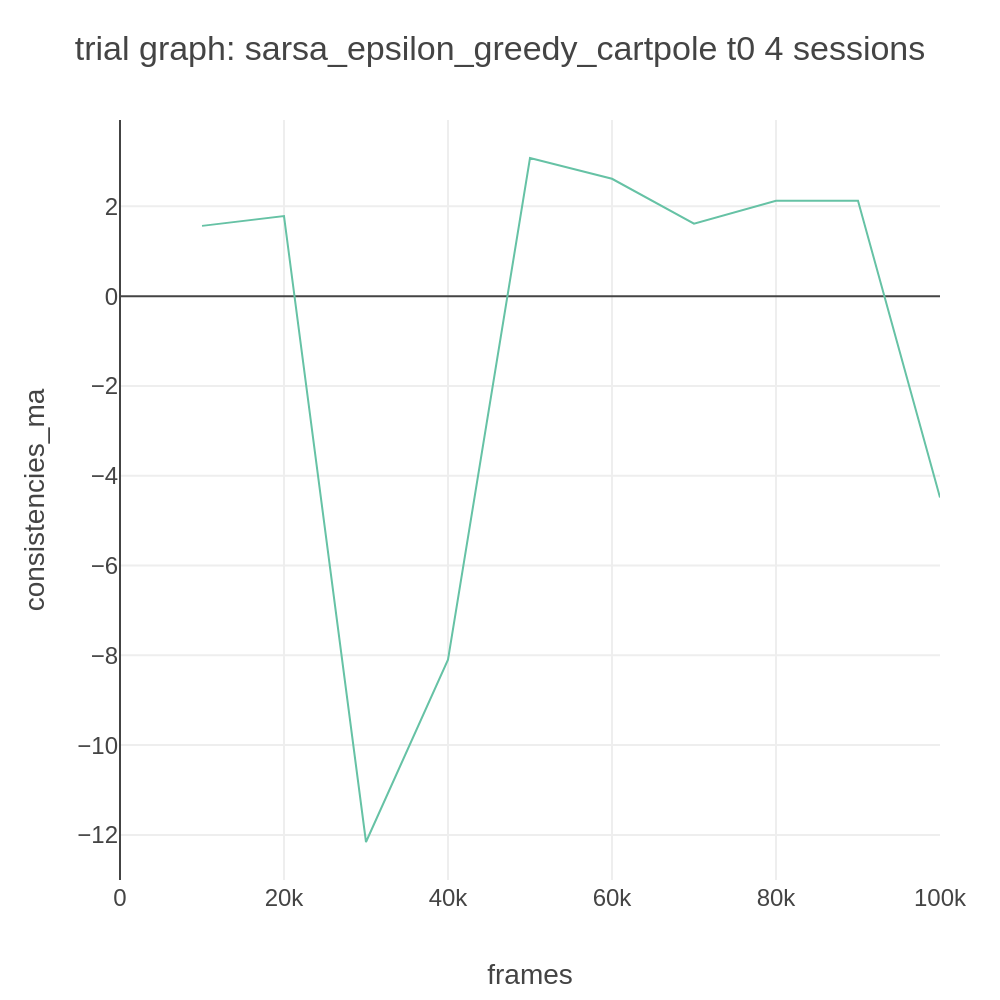 trial graph: sarsa_epsilon_greedy_cartpole t0 4 sessions
consistencies_ma
2
0
−2
−4
−6
−8
−10
−12
0 20k 40k 60k 80k 100k
frames